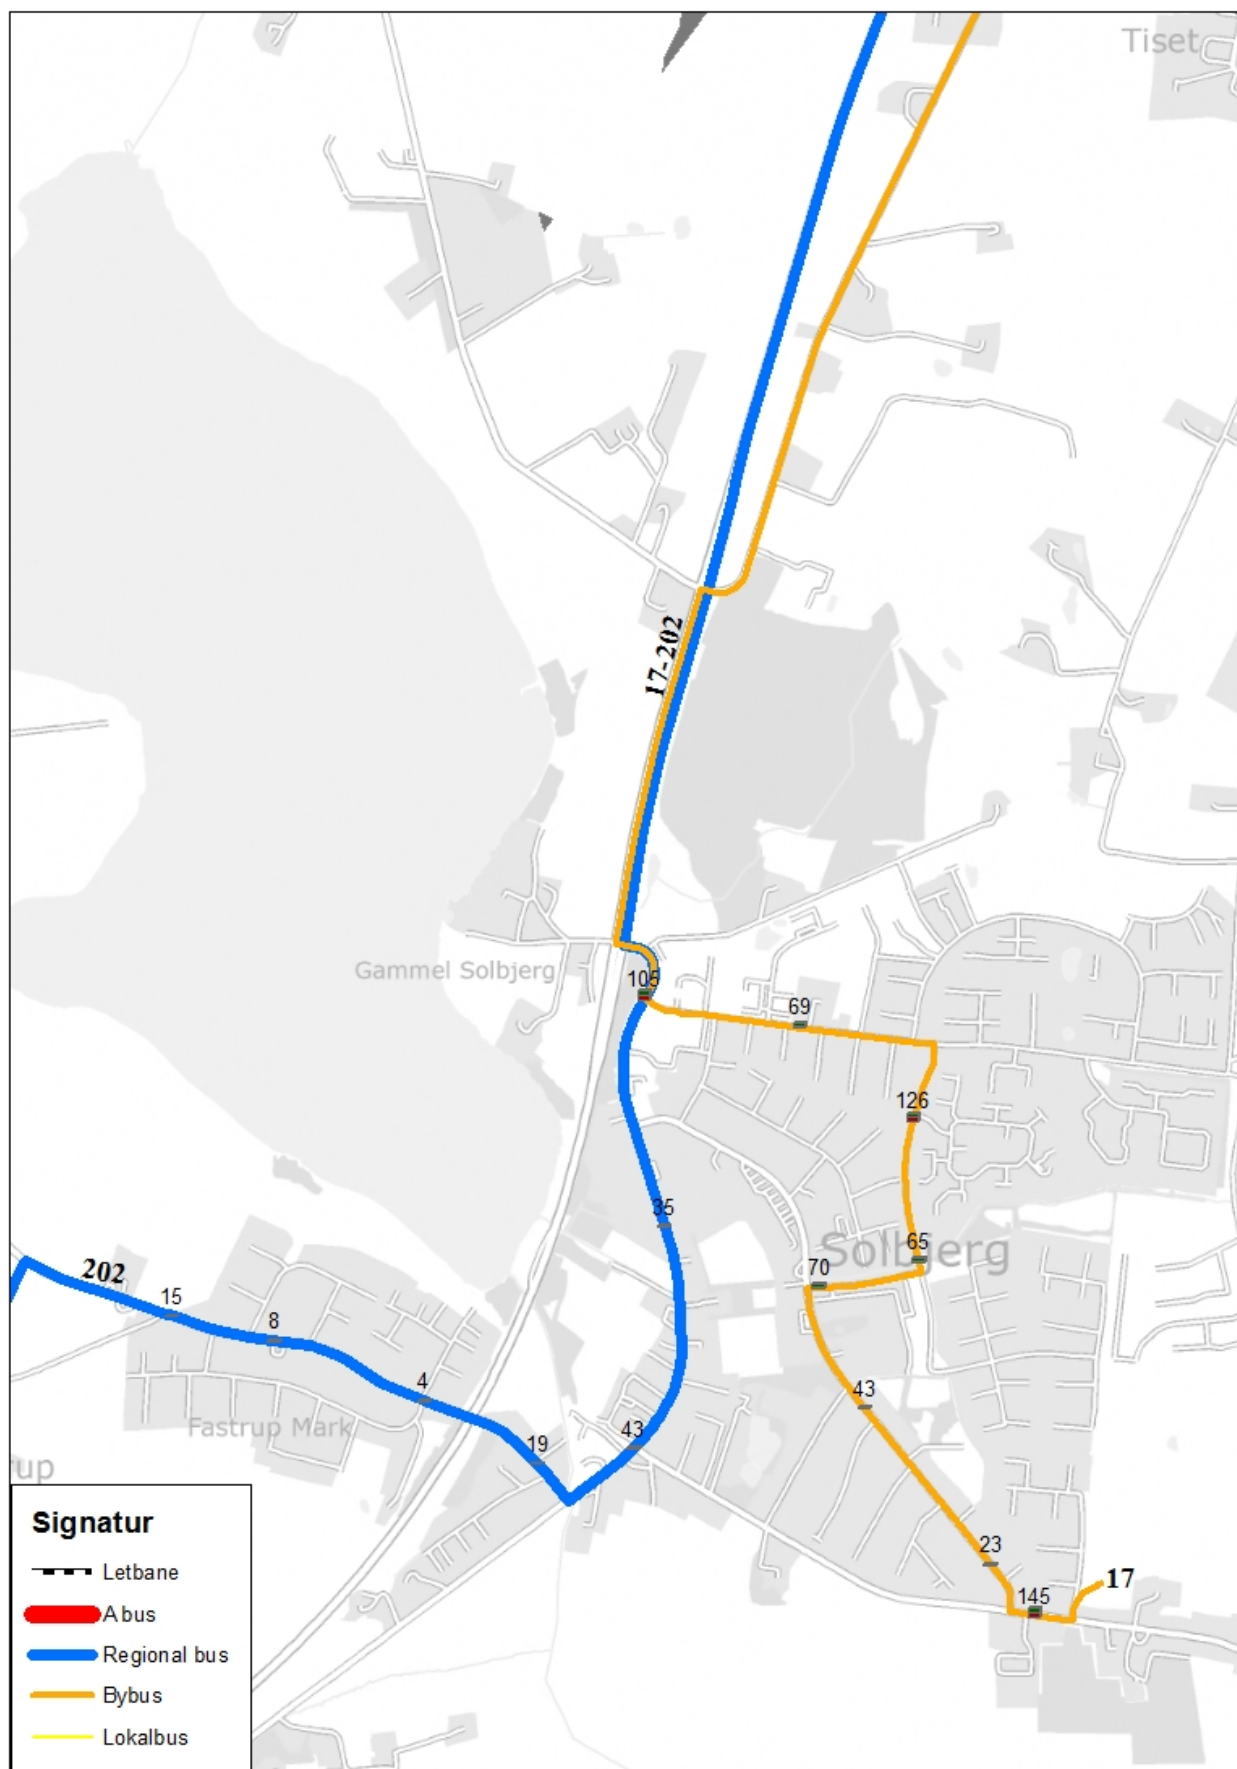 Tiset
17-202
Gammel Solbjerg
105
69
126
35
Solbjerg
65
70
202
15
8
4
43
Fastrup Mark
19
43
rup
23
17
145
Signatur
Letbane
A bus
Regional bus
Bybus
Lokalbus